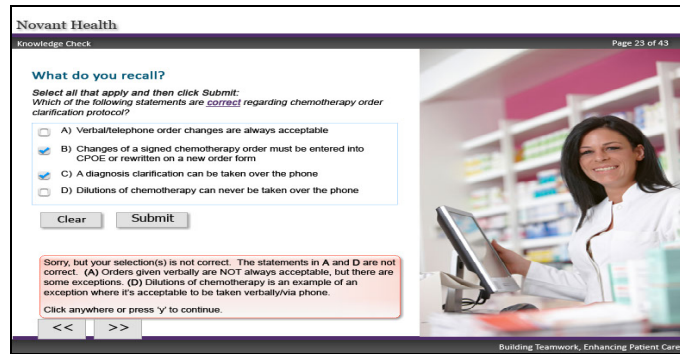 Novant Health
Knowledge Check
Page 23 of 43
What do you recall?
Select all that apply and then click Submit:
Which of the following statements are correct regarding chemotherapy order
clarification protocol?
A) Verbal/telephone order changes are always acceptable
B) Changes of a signed chemotherapy order must be entered into
CPOE or rewritten on a new order form
C) A diagnosis clarification can be taken over the phone
D) Dilutions of chemotherapy can never be taken over the phone
Clear
Submit
Sorry, but your selection(s) is not correct. The statements in A and D are not
correct. (A) Orders given verbally are NOT always acceptable, but there are
some exceptions. (D) Dilutions of chemotherapy is an example of an
exception where it's acceptable to be taken verbally/via phone.
Click anywhere or press 'y' to continue.
<<
>>
Building Teamwork, Enhancing Patient Care